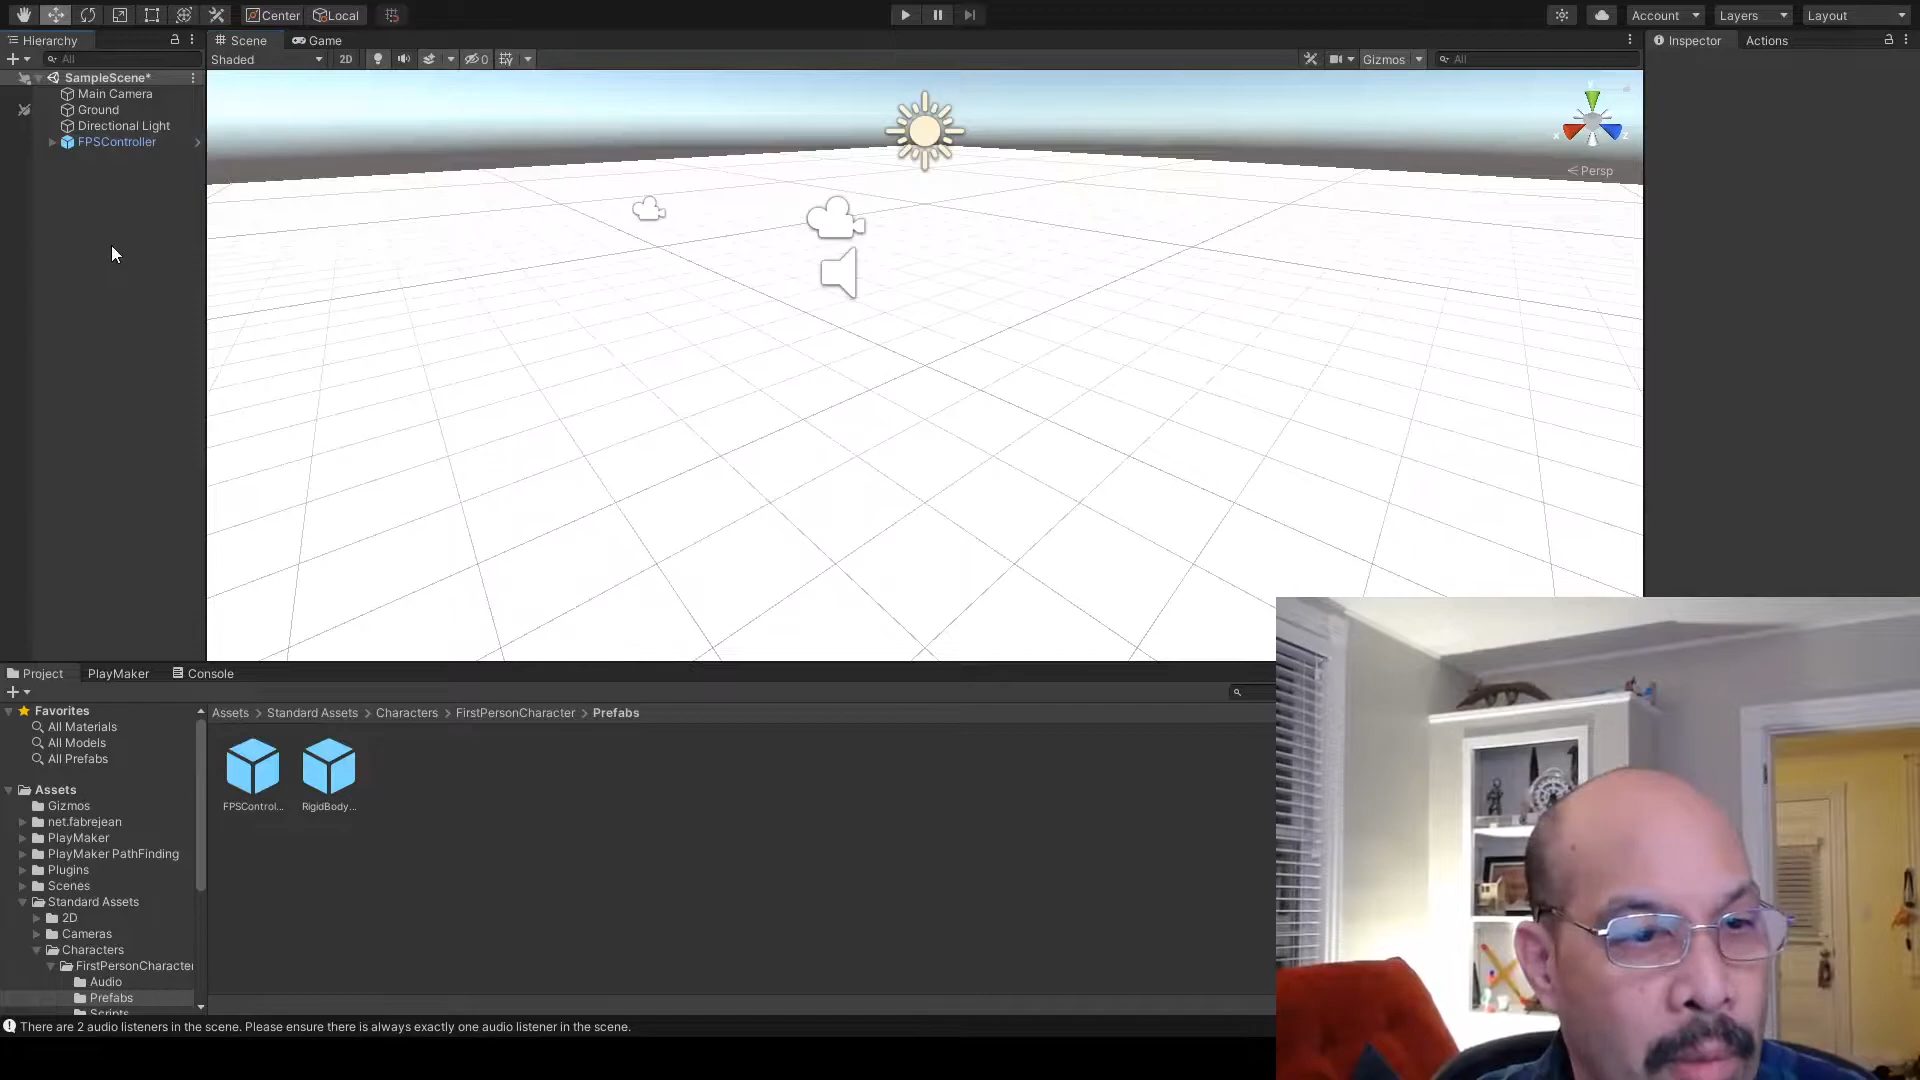 Center Local Account Layers Layout
Hierarchy Scene Game Inspector Actions
All Shaded 2D 0 Gizmos All
SampleScene*
Main Camera
Ground
Directional Light
FPSController
x
z
< Persp
Project PlayMaker Console
Favorites
All Materials
All Models
All Prefabs
Assets
Gizmos
net.fabrejean
PlayMaker
PlayMaker PathFinding
Plugins
Scenes
Standard Assets
2D
Cameras
Characters
FirstPersonCharacter
Audio
Prefabs
Scripts
Assets > Standard Assets > Characters > FirstPersonCharacter > Prefabs
FPSControl... RigidBody...
There are 2 audio listeners in the scene. Please ensure there is always exactly one audio listener in the scene.